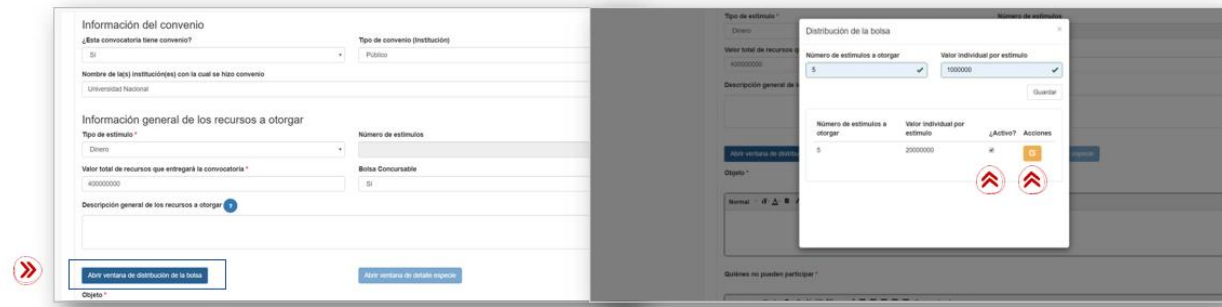 Información del convenio
¿Esta convocatoria tiene convenio?
Tipo de convenio (Institución)
Sí
Público
Nombre de la(s) institución(es) con la cual se hizo convenio
Universidad Nacional
Información general de los recursos a otorgar
Tipo de estímulo *
Número de estímulos
Dinero
Valor total de recursos que entregará la convocatoria *
Bolsa Concursable
400000000
Si
Descripción general de los recursos a otorgar ?
Abrir ventana de distribución de la bolsa
Abrir ventana de detalle especie
Objeto *
Tipo de estímulo *
Número de estímulos
Dinero
Valor total de recursos
400000000
Descripción general de
Abrir ventana de distribu
especie
Objeto *
Normal
Quiénes no pueden participar *
Distribución de la bolsa
×
Número de estímulos a otorgar
Valor individual por estímulo
5
1000000
Guardar
Número de estímulos a otorgar
Valor individual por estímulo
¿Activo?
Acciones
5
20000000